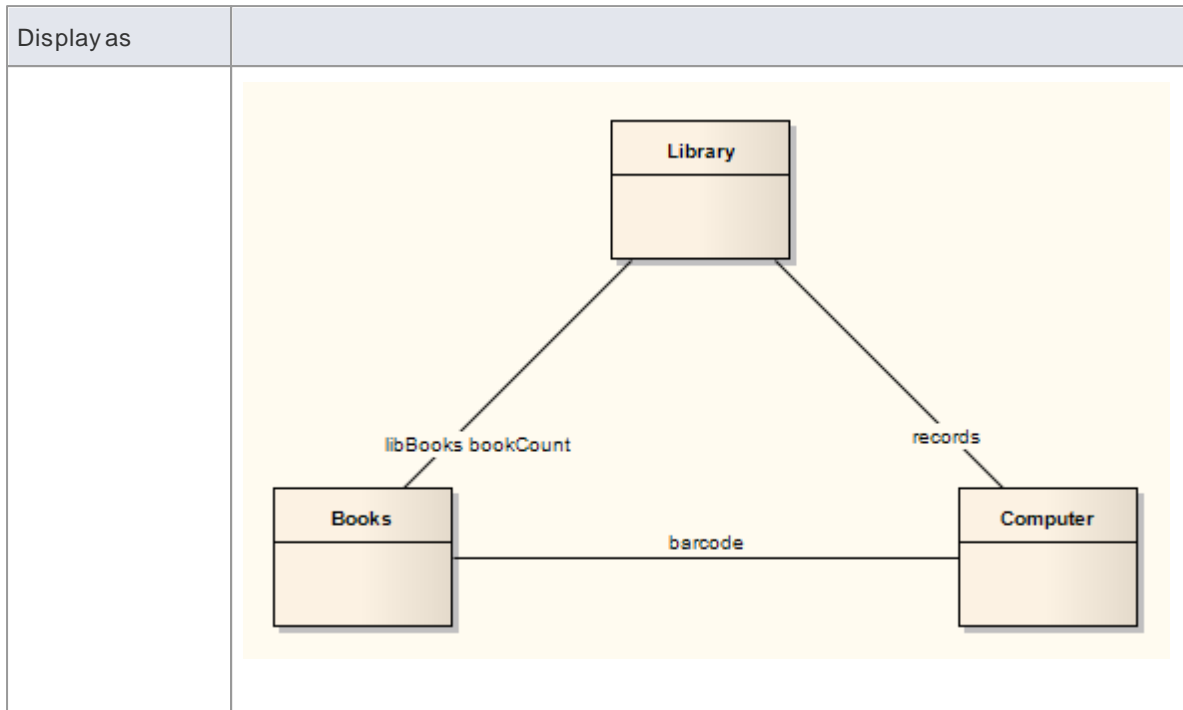 Display as
Library
libBooks bookCount
records
Books
barcode
Computer